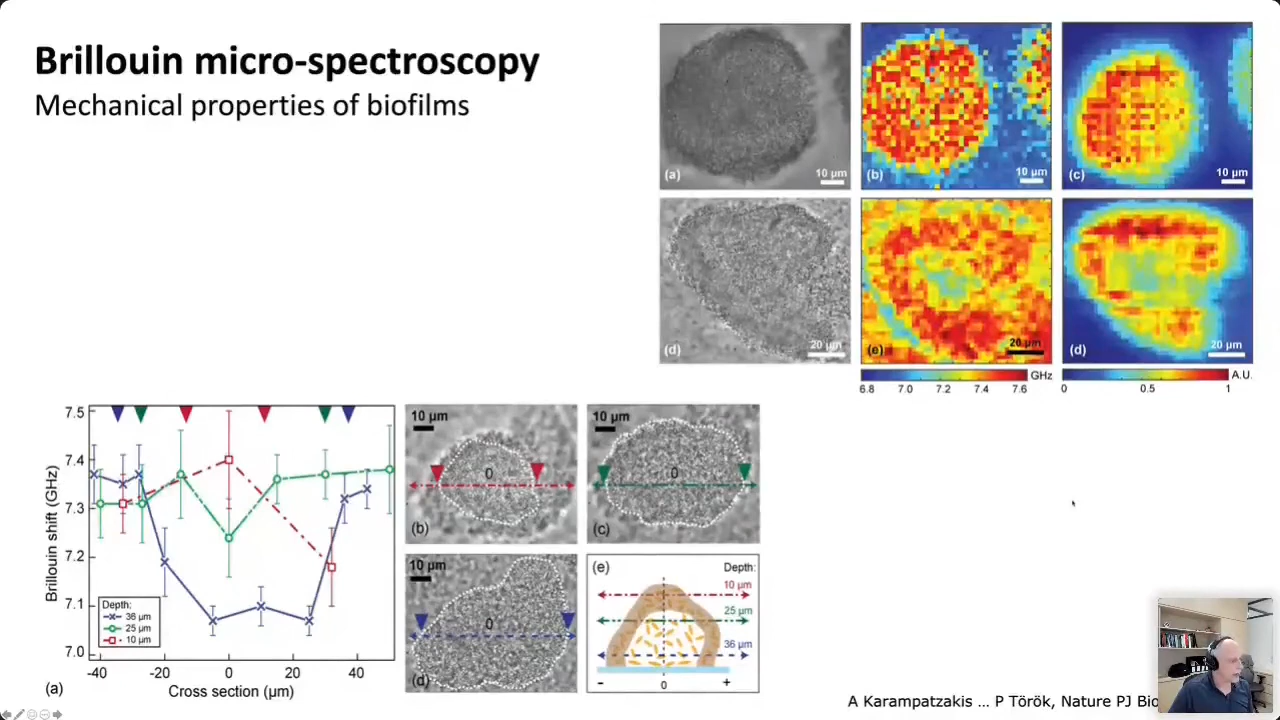 Brillouin micro-spectroscopy
Mechanical properties of biofilms
(a)
10 µm
(b)
10 µm
(c)
10 µm
(d)
20 µm
(e)
20 µm
(d)
20 µm
6.8 7.0 7.2 7.4 7.6 GHz
0 0.5 1 A.U.
7.5
7.4
7.3
7.2
7.1
7.0
Brillouin shift (GHz)
Depth:
36 µm
25 µm
10 µm
-40 -20 0 20 40
Cross section (µm)
(a)
10 µm
0
(b)
10 µm
0
(c)
10 µm
0
(d)
(e)
Depth:
10 µm
25 µm
36 µm
- 0 +
A Karampatzakis ... P Török, Nature PJ Bio